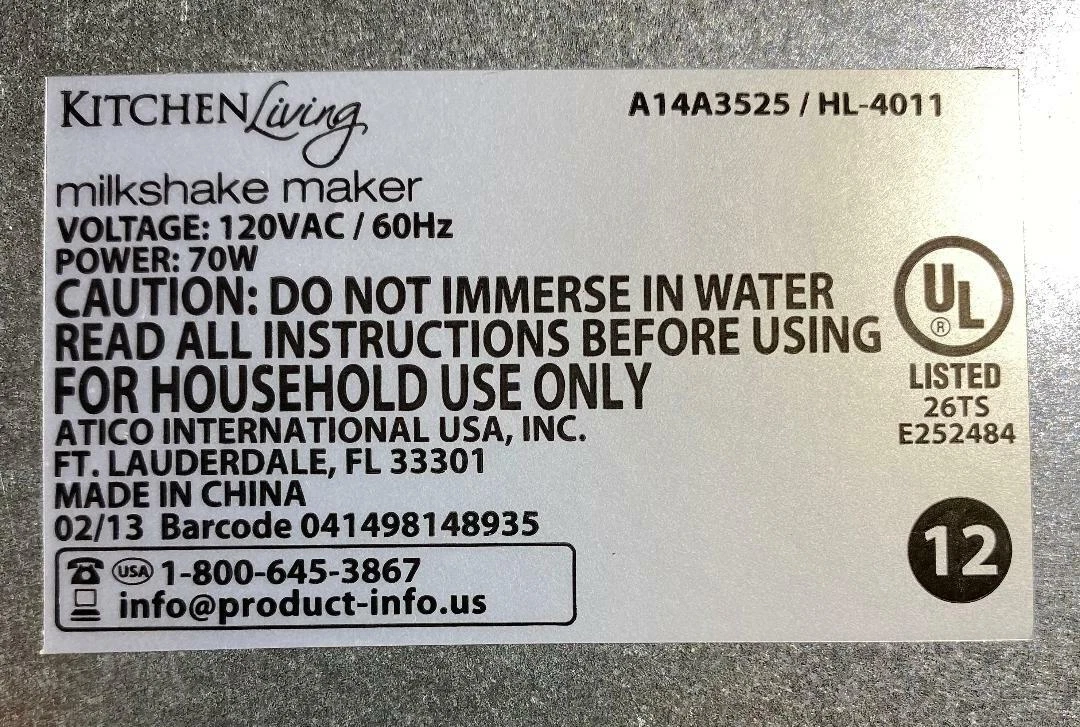 KITCHEN Living
A14A3525 / HL-4011
milkshake maker
VOLTAGE: 120VAC / 60Hz
POWER: 70W
CAUTION: DO NOT IMMERSE IN WATER
READ ALL INSTRUCTIONS BEFORE USING
FOR HOUSEHOLD USE ONLY
ATICO INTERNATIONAL USA, INC.
FT. LAUDERDALE, FL 33301
MADE IN CHINA
02/13 Barcode 041498148935
USA 1-800-645-3867
info@product-info.us
UL
®
LISTED
26TS
E252484
12